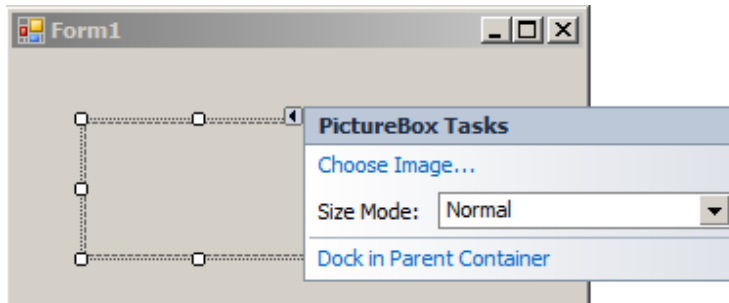 Form1
PictureBox Tasks
Choose Image...
Size Mode: Normal
Dock in Parent Container